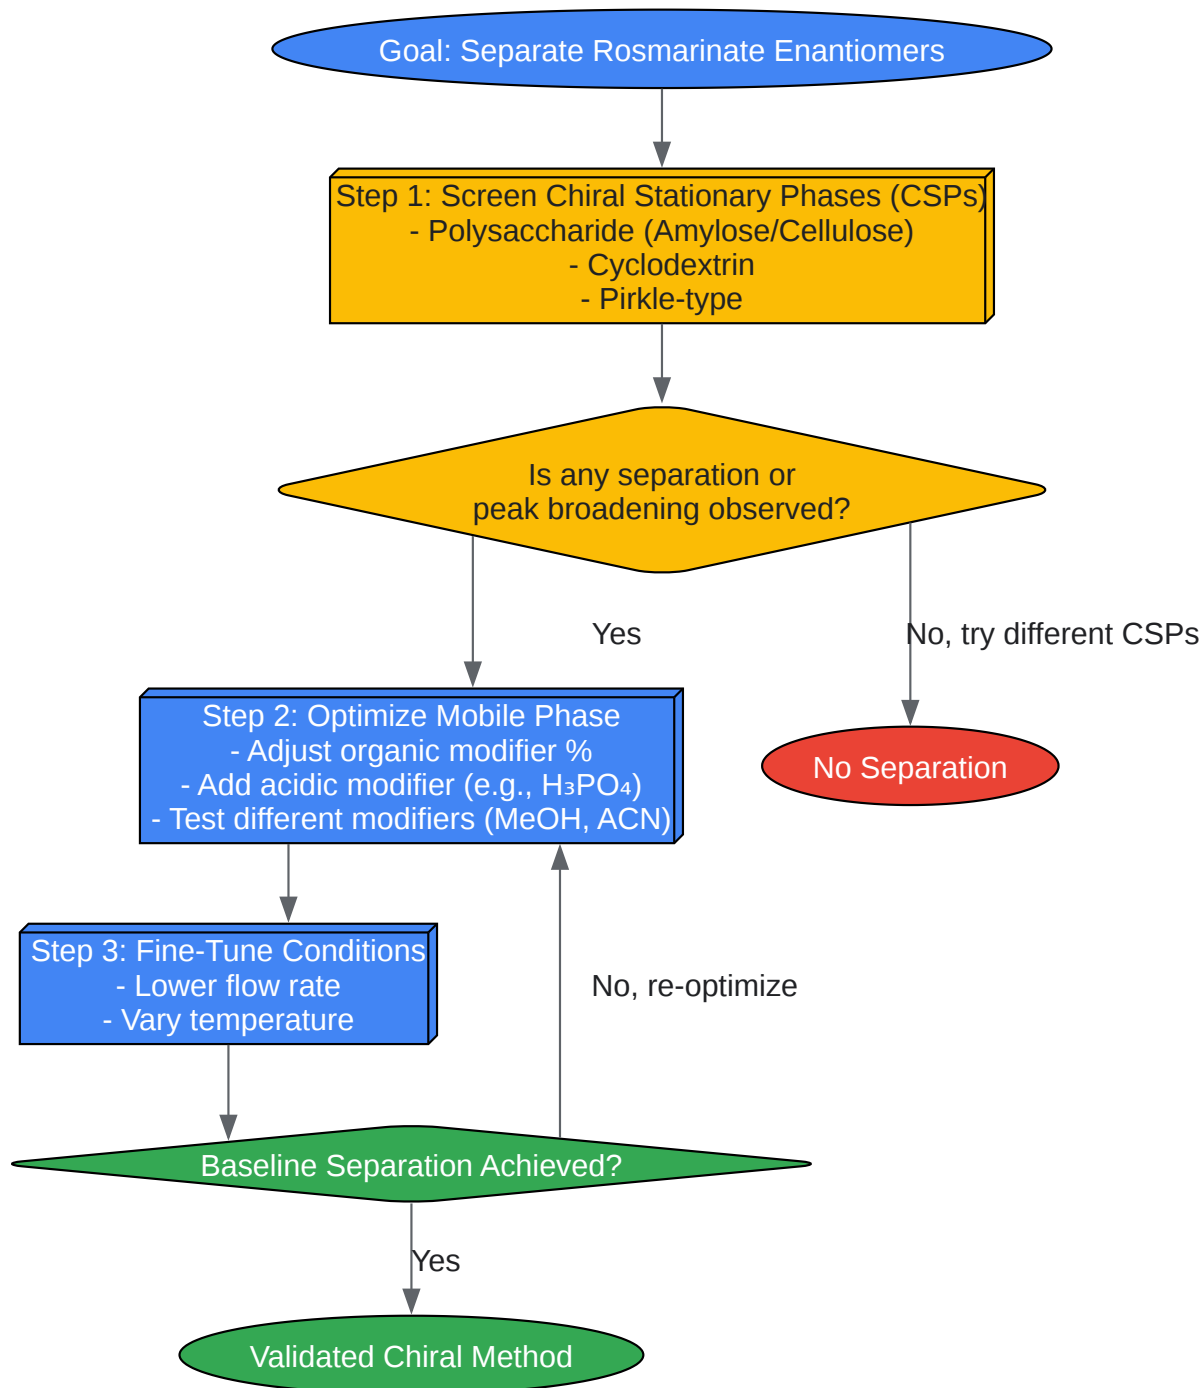 Goal: Separate Rosmarinate Enantiomers
Step 1: Screen Chiral Stationary Phases (CSPs)
- Polysaccharide (Amylose/Cellulose)
- Cyclodextrin
- Pirkle-type
Is any separation or
peak broadening observed?
Yes
No, try different CSPs
Step 2: Optimize Mobile Phase
- Adjust organic modifier %
- Add acidic modifier (e.g., H₃PO₄)
- Test different modifiers (MeOH, ACN)
No Separation
Step 3: Fine-Tune Conditions
- Lower flow rate
- Vary temperature
No, re-optimize
Baseline Separation Achieved?
Yes
Validated Chiral Method